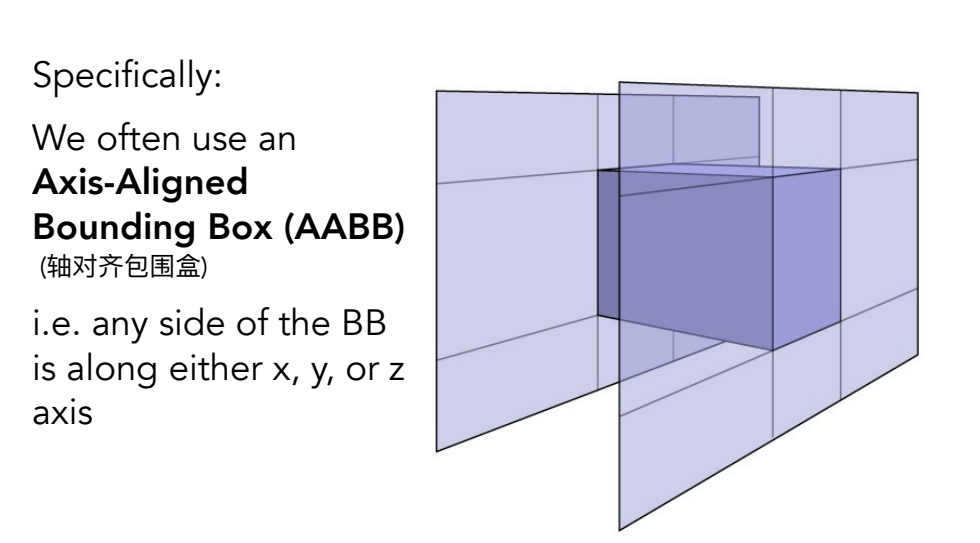 Specifically:
We often use an
Axis-Aligned
Bounding Box (AABB)
(轴对齐包围盒)
i.e. any side of the BB
is along either x, y, or z
axis